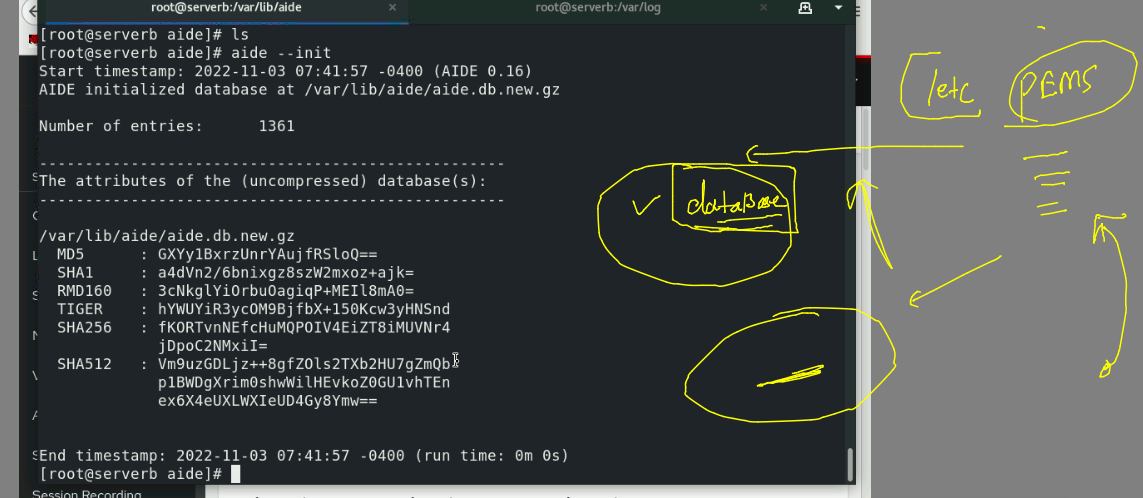 root@serverb:/var/lib/aide × root@serverb:/var/log ×
[root@serverb aide]# ls
[root@serverb aide]# aide --init
Start timestamp: 2022-11-03 07:41:57 -0400 (AIDE 0.16)
AIDE initialized database at /var/lib/aide/aide.db.new.gz
Number of entries: 1361
---------------------------------------------------
The attributes of the (uncompressed) database(s):
---------------------------------------------------
/var/lib/aide/aide.db.new.gz
MD5 : GXYy1BxrzUnrYAujfRSloQ==
SHA1 : a4dVn2/6bnixgz8szW2mxoz+ajk=
RMD160 : 3cNkglYiOrbuOagiqP+MEIl8mA0=
TIGER : hYWUYiR3ycOM9BjfbX+150Kcw3yHNSnd
SHA256 : fKORTvnNEfcHuMQPOIV4EiZT8iMUVNr4
jDpoC2NMxiI=
SHA512 : Vm9uzGDLjz++8gfZOls2TXb2HU7gZmQb
p1BWDgXrim0shwWilHEvkoZ0GU1vhTEn
ex6X4eUXLWXIeUD4Gy8Ymw==
End timestamp: 2022-11-03 07:41:57 -0400 (run time: 0m 0s)
[root@serverb aide]#
Session Recording
/etc PEMS
database